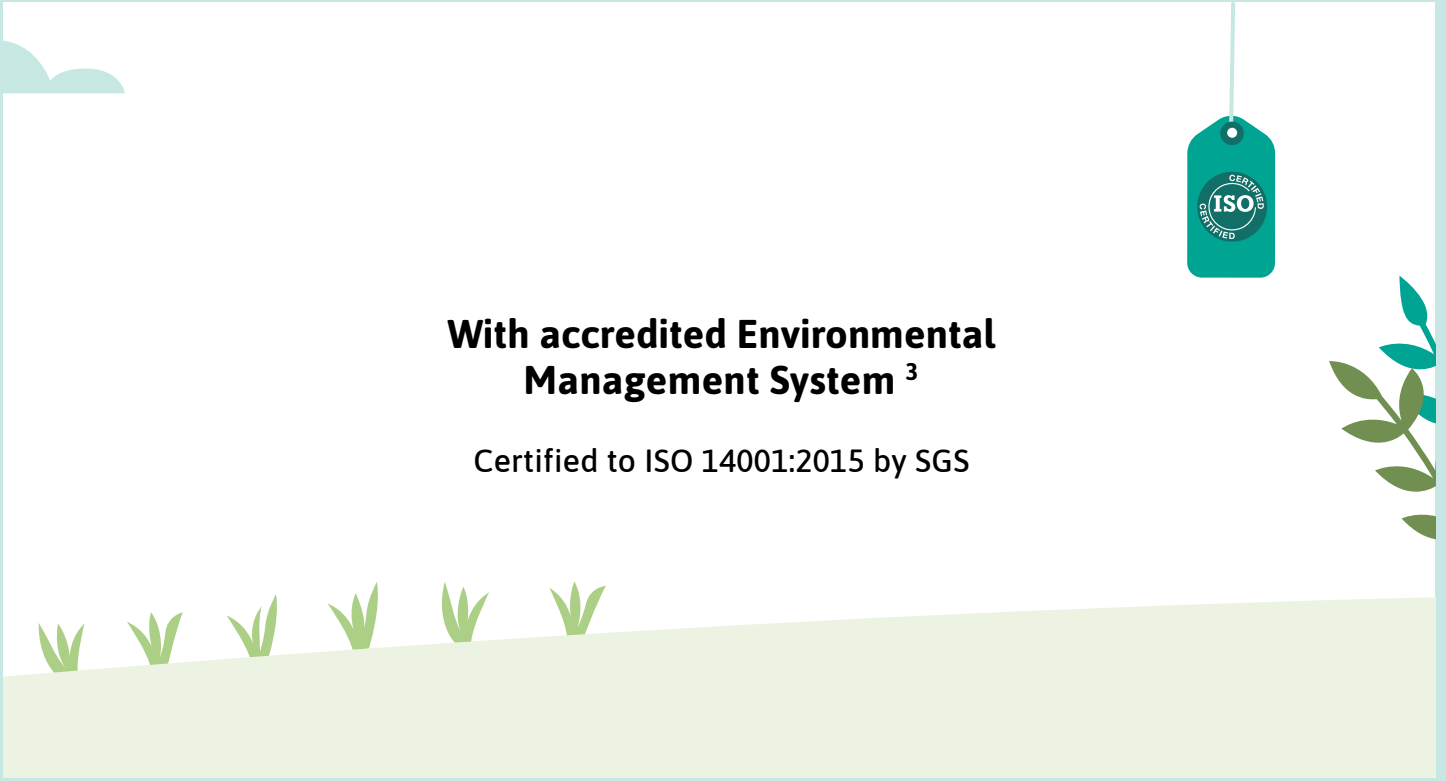 CERTIFIED
ISO
CERTIFIED
With accredited Environmental
Management System ³
Certified to ISO 14001:2015 by SGS